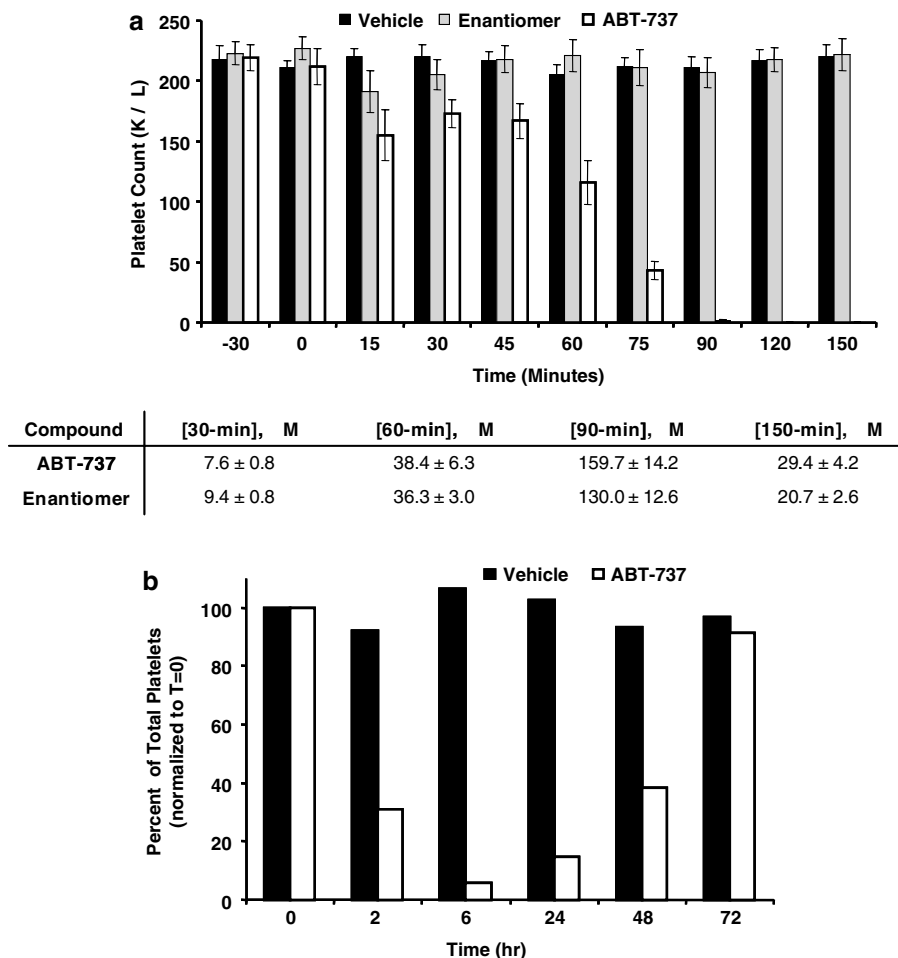 a
Vehicle Enantiomer ABT-737
Platelet Count (K / L)
250
200
150
100
50
0
-30 0 15 30 45 60 75 90 120 150
Time (Minutes)
Compound [30-min], M [60-min], M [90-min], M [150-min], M
ABT-737 7.6 ± 0.8 38.4 ± 6.3 159.7 ± 14.2 29.4 ± 4.2
Enantiomer 9.4 ± 0.8 36.3 ± 3.0 130.0 ± 12.6 20.7 ± 2.6
b
Vehicle ABT-737
Percent of Total Platelets
(normalized to T=0)
100
80
60
40
20
0
0 2 6 24 48 72
Time (hr)